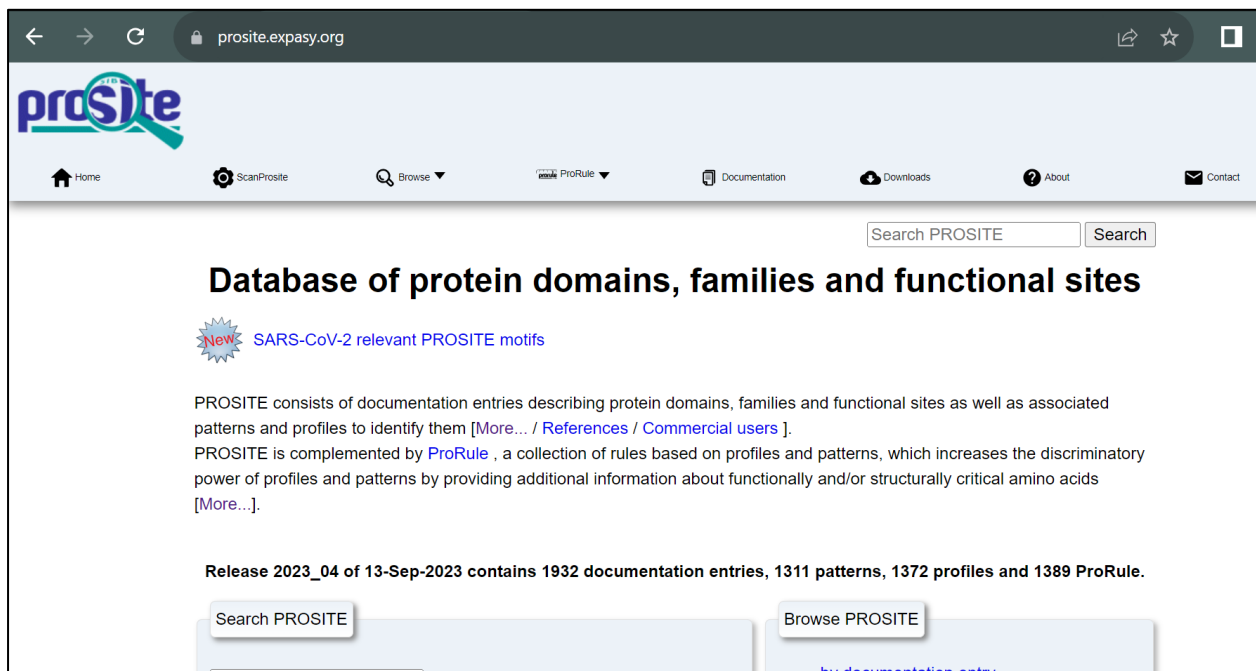 prosite.expasy.org
prosite
Home ScanProsite Browse ▼ ProRule ▼ Documentation Downloads About Contact
Search PROSITE Search
Database of protein domains, families and functional sites
New SARS-CoV-2 relevant PROSITE motifs
PROSITE consists of documentation entries describing protein domains, families and functional sites as well as associated
patterns and profiles to identify them [More... / References / Commercial users ].
PROSITE is complemented by ProRule , a collection of rules based on profiles and patterns, which increases the discriminatory
power of profiles and patterns by providing additional information about functionally and/or structurally critical amino acids
[More...].
Release 2023_04 of 13-Sep-2023 contains 1932 documentation entries, 1311 patterns, 1372 profiles and 1389 ProRule.
Search PROSITE Browse PROSITE
by documentation entry